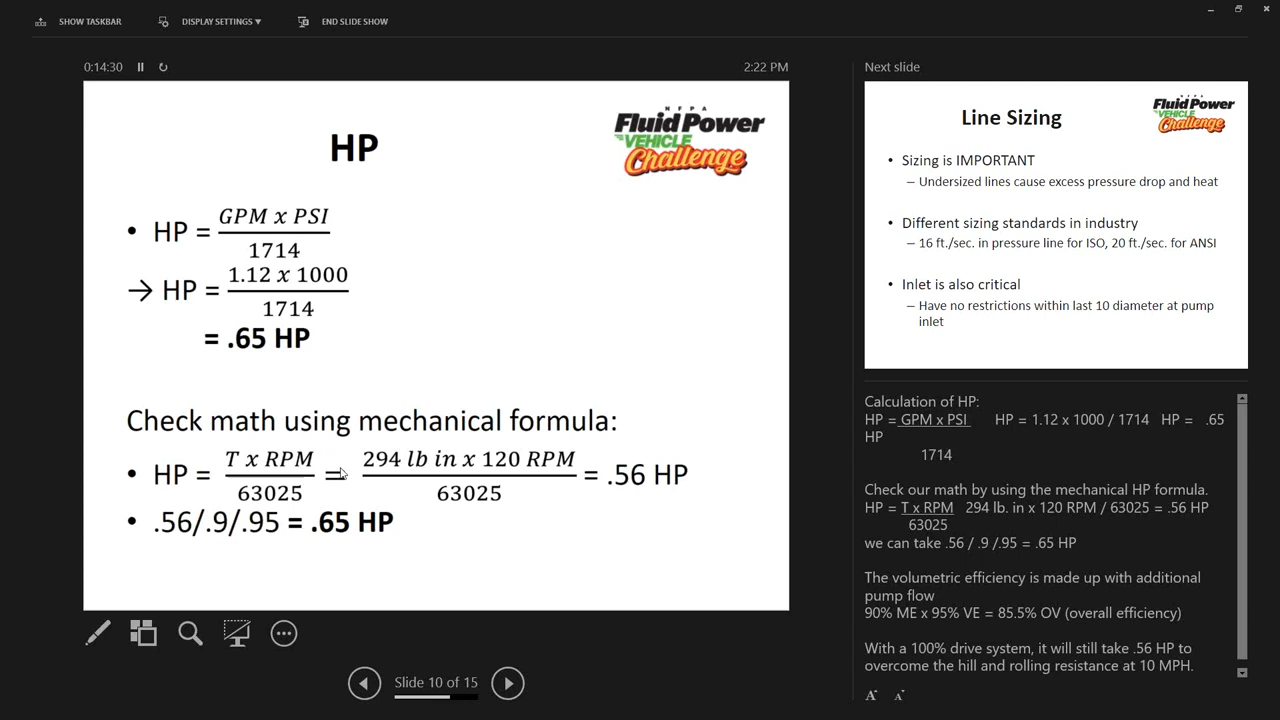 SHOW TASKBAR
DISPLAY SETTINGS ▼
END SLIDE SHOW
0:14:30
2:22 PM
HP
NFPA
Fluid Power
VEHICLE
Challenge
• HP = GPM x PSI
1714
→ HP = 1.12 x 1000
1714
= .65 HP
Check math using mechanical formula:
• HP = T x RPM = 294 lb in x 120 RPM = .56 HP
63025 63025
• .56/.9/.95 = .65 HP
Slide 10 of 15
Next slide
Line Sizing
NFPA
Fluid Power
VEHICLE
Challenge
• Sizing is IMPORTANT
– Undersized lines cause excess pressure drop and heat
• Different sizing standards in industry
– 16 ft./sec. in pressure line for ISO, 20 ft./sec. for ANSI
• Inlet is also critical
– Have no restrictions within last 10 diameter at pump
inlet
Calculation of HP:
HP = GPM x PSI HP = 1.12 x 1000 / 1714 HP = .65
HP
1714
Check our math by using the mechanical HP formula.
HP = T x RPM 294 lb. in x 120 RPM / 63025 = .56 HP
63025
we can take .56 / .9 /.95 = .65 HP
The volumetric efficiency is made up with additional
pump flow
90% ME x 95% VE = 85.5% OV (overall efficiency)
With a 100% drive system, it will still take .56 HP to
overcome the hill and rolling resistance at 10 MPH.
A A